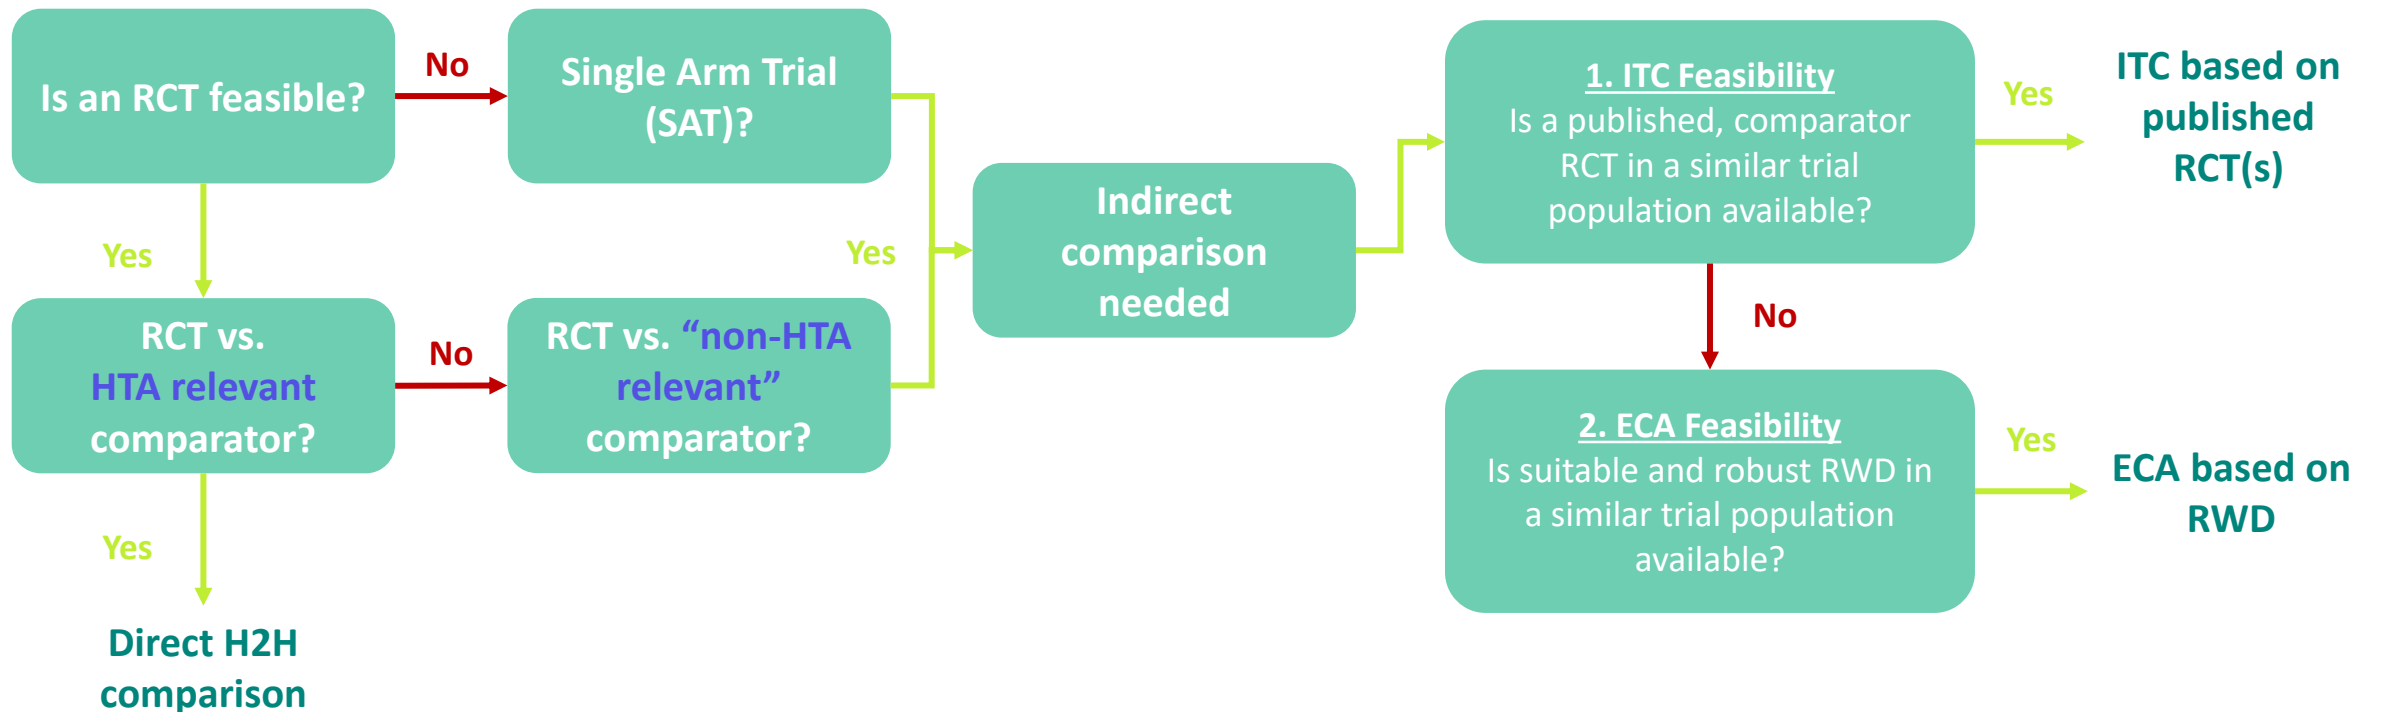 Is an RCT feasible?
No
Single Arm Trial
(SAT)?
Yes
RCT vs.
HTA relevant
comparator?
No
RCT vs. “non-HTA
relevant”
comparator?
Yes
Direct H2H
comparison
Yes
Indirect
comparison
needed
1. ITC Feasibility
Is a published, comparator
RCT in a similar trial
population available?
Yes
ITC based on
published
RCT(s)
No
2. ECA Feasibility
Is suitable and robust RWD in
a similar trial population
available?
Yes
ECA based on
RWD